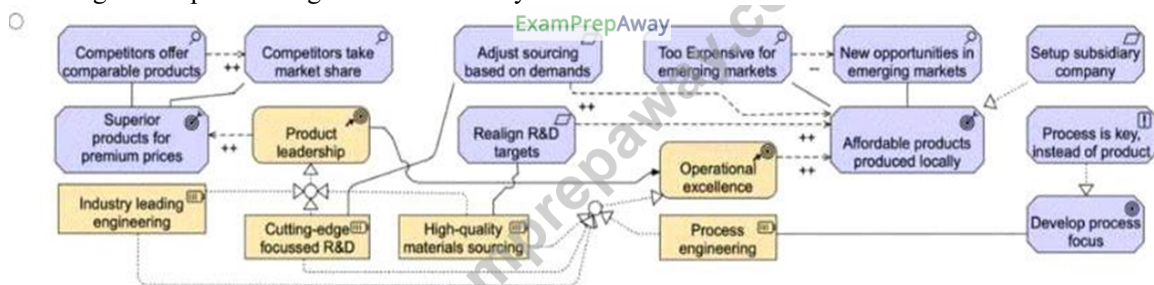 ExamPrepAway
Competitors offer
comparable products
++
Competitors take
market share
Adjust sourcing
based on demands
++
Too Expensive for
emerging markets
--
New opportunities in
emerging markets
Setup subsidiary
company
Superior
products for
premium prices
++
Product
leadership
Realign R&D
targets
++
Operational
excellence
++
Affordable products
produced locally
Process is key,
instead of product
Industry leading
engineering
Cutting-edge
focussed R&D
High-quality
materials sourcing
Process
engineering
Develop process
focus